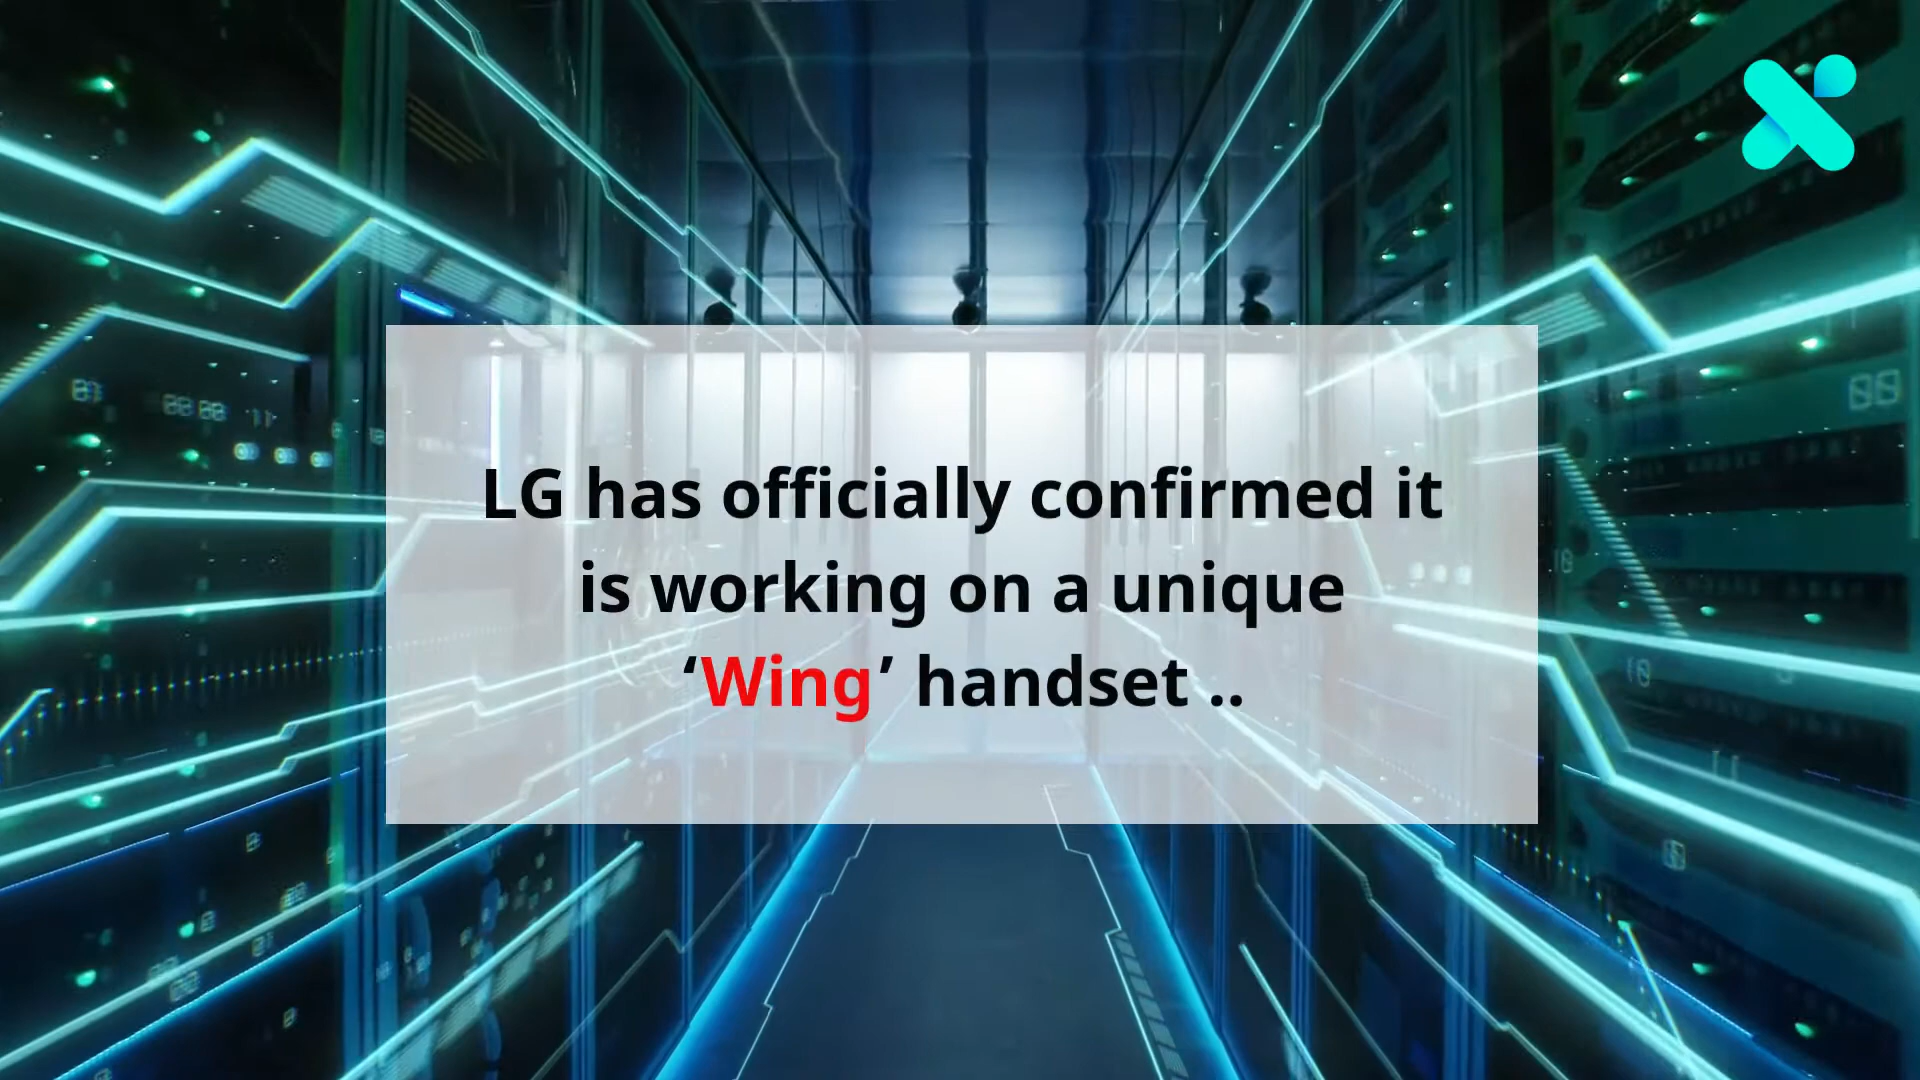 LG has officially confirmed it
is working on a unique
‘Wing’ handset ..